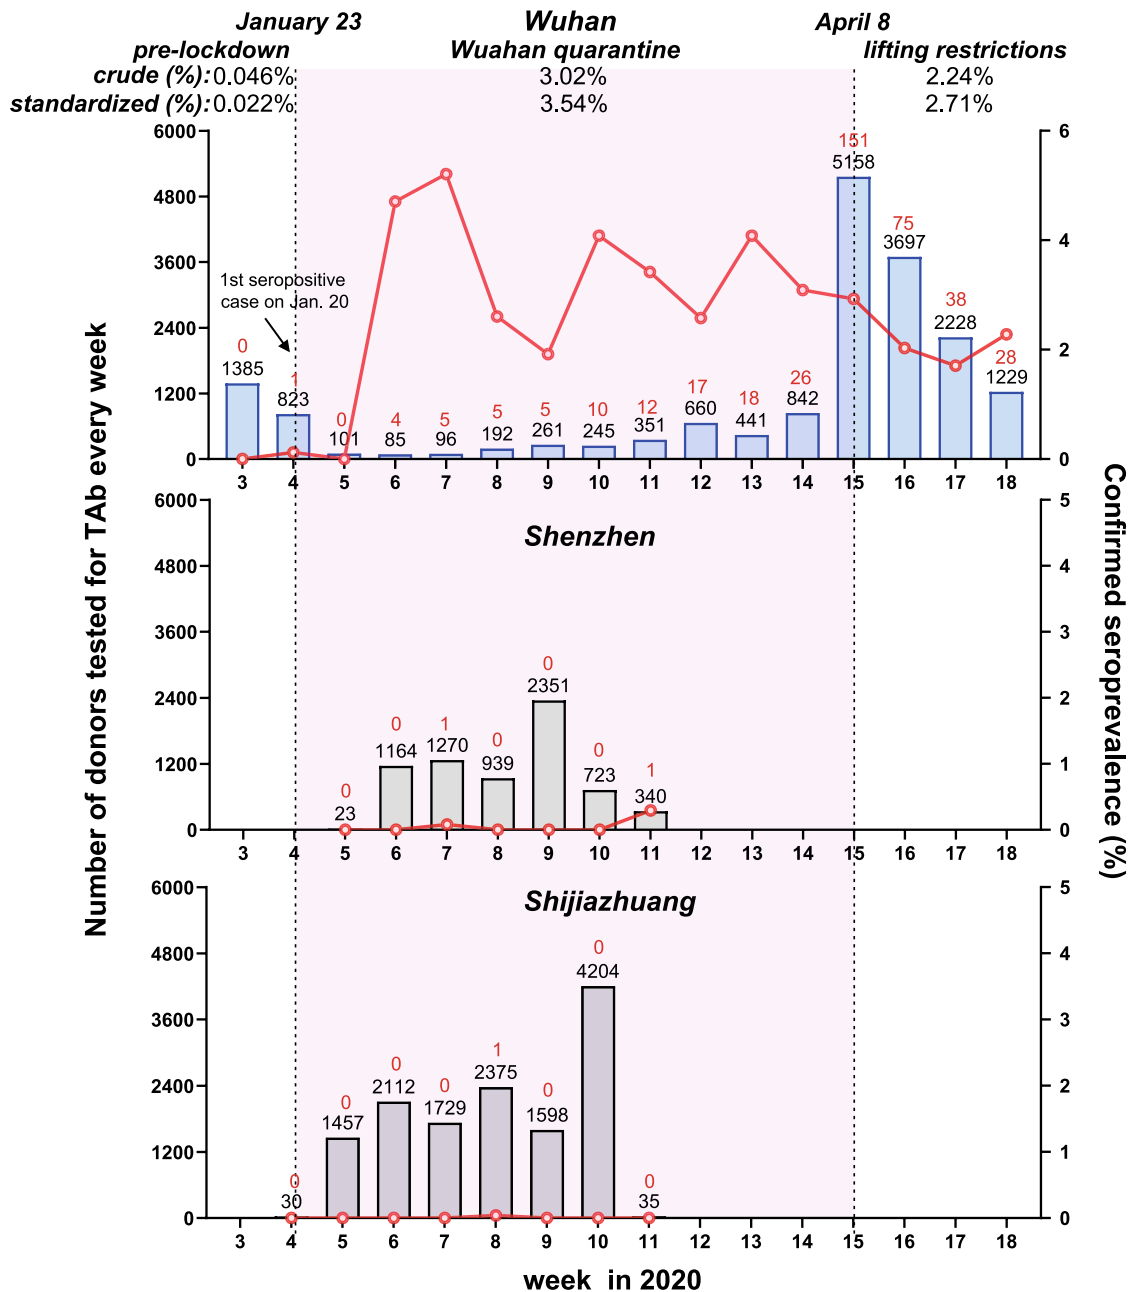 January 23 Wuhan April 8
pre-lockdown Wuahan quarantine lifting restrictions
crude (%): 0.046% 3.02% 2.24%
standardized (%): 0.022% 3.54% 2.71%
Number of donors tested for TAb every week
Confirmed seroprevalence (%)
6000 6
4800
3600
2400
1200
0
4
2
0
1st seropositive
case on Jan. 20
0 1 0 4 5 5 5 10 12 17 18 26 151 75 38 28
1385 823 101 85 96 192 261 245 351 660 441 842 5158 3697 2228 1229
3 4 5 6 7 8 9 10 11 12 13 14 15 16 17 18
Shenzhen
6000 5
4800 4
3600 3
2400 2
1200 1
0 0
0 0 1 0 0 0 1
23 1164 1270 939 2351 723 340
3 4 5 6 7 8 9 10 11 12 13 14 15 16 17 18
Shijiazhuang
6000 5
4800 4
3600 3
2400 2
1200 1
0 0
0 0 0 0 1 0 0 0
30 1457 2112 1729 2375 1598 4204 35
3 4 5 6 7 8 9 10 11 12 13 14 15 16 17 18
week in 2020